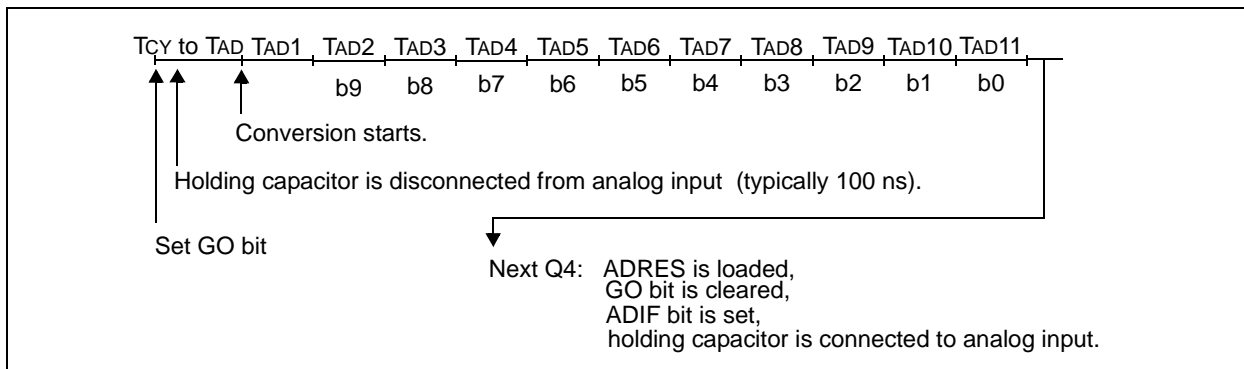 TCY to TAD TAD1 TAD2 TAD3 TAD4 TAD5 TAD6 TAD7 TAD8 TAD9 TAD10 TAD11
b9 b8 b7 b6 b5 b4 b3 b2 b1 b0
Conversion starts.
Holding capacitor is disconnected from analog input (typically 100 ns).
Set GO bit
Next Q4: ADRES is loaded,
GO bit is cleared,
ADIF bit is set,
holding capacitor is connected to analog input.